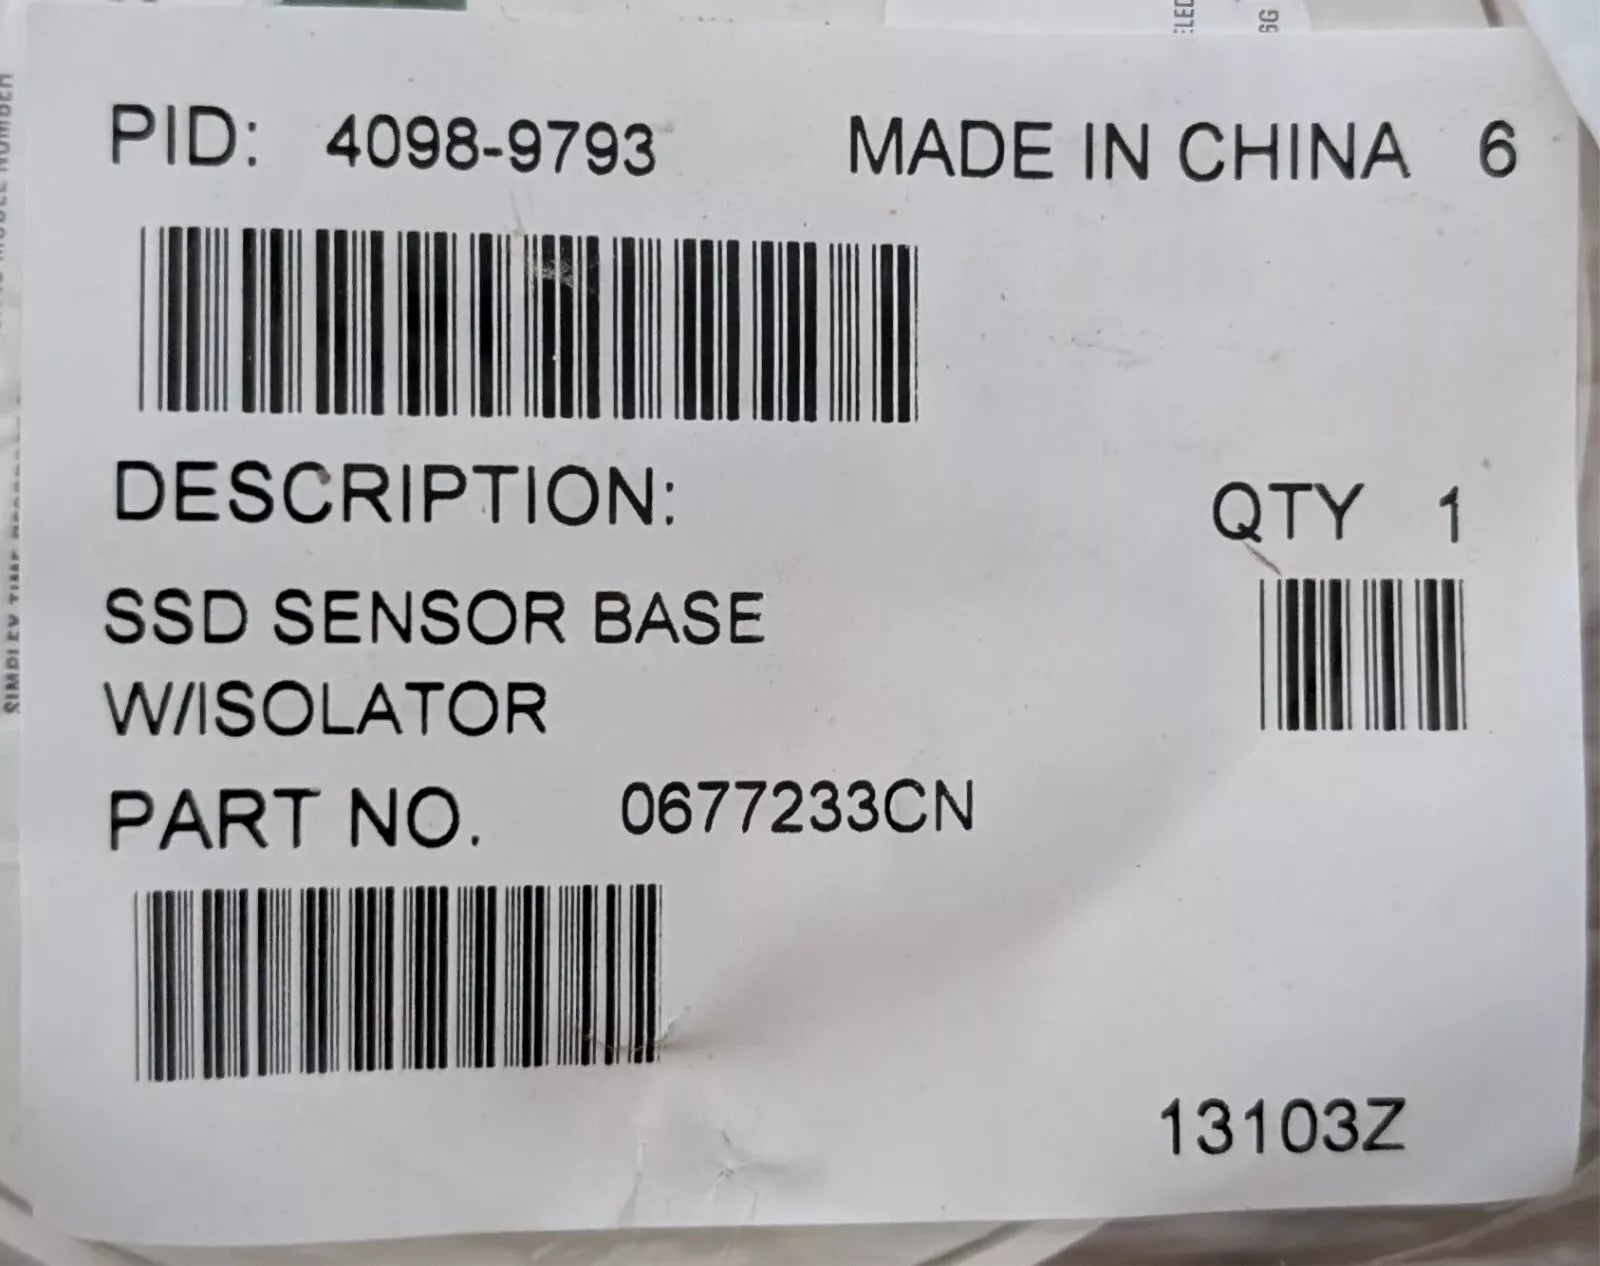 PID: 4098-9793 MADE IN CHINA 6
DESCRIPTION:
QTY 1
SSD SENSOR BASE
W/ISOLATOR
PART NO. 0677233CN
13103Z